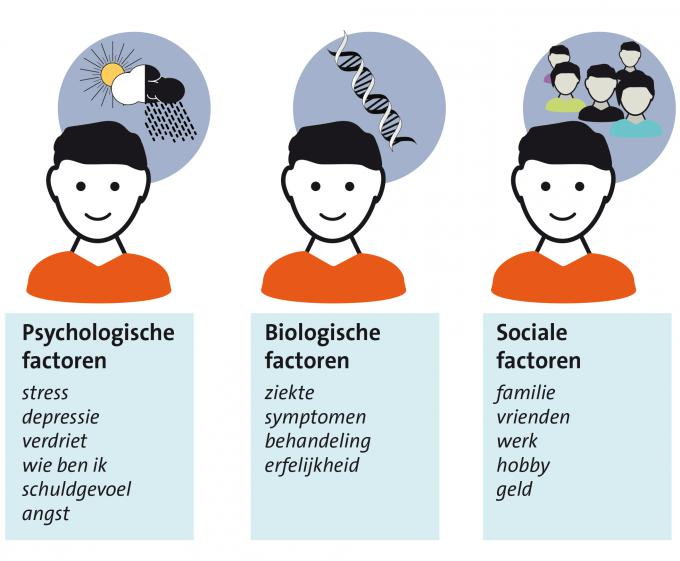 Psychologische
factoren
stress
depressie
verdriet
wie ben ik
schuldgevoel
angst
Biologische
factoren
ziekte
symptomen
behandeling
erfelijkheid
Sociale
factoren
familie
vrienden
werk
hobby
geld